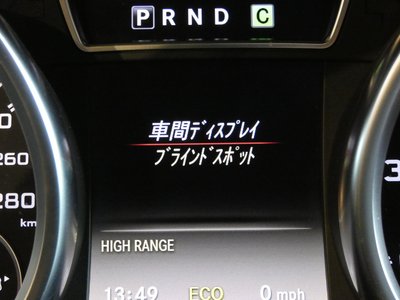 P R N D C
車間ディスプレイ
ブラインドスポット
260
280
km
HIGH RANGE
13:49 ECO 0 mph